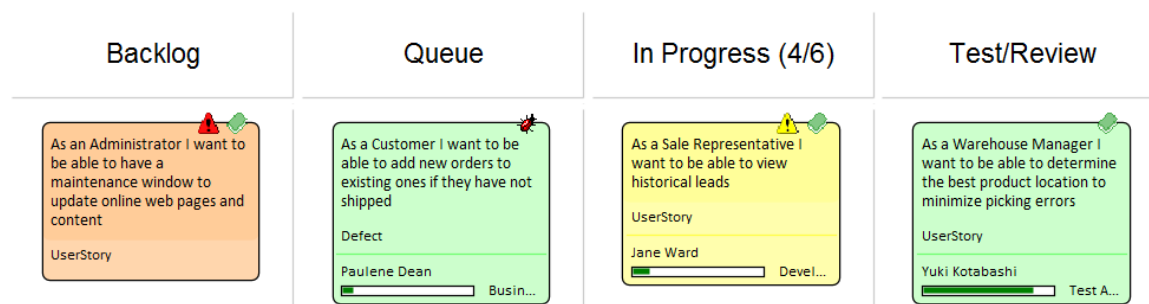 Backlog
Queue
In Progress (4/6)
Test/Review
As an Administrator I want to
be able to have a
maintenance window to
update online web pages and
content
UserStory
As a Customer I want to be
able to add new orders to
existing ones if they have not
shipped
Defect
Paulene Dean
Busin...
As a Sale Representative I
want to be able to view
historical leads
UserStory
Jane Ward
Devel...
As a Warehouse Manager I
want to be able to determine
the best product location to
minimize picking errors
UserStory
Yuki Kotabashi
Test A...